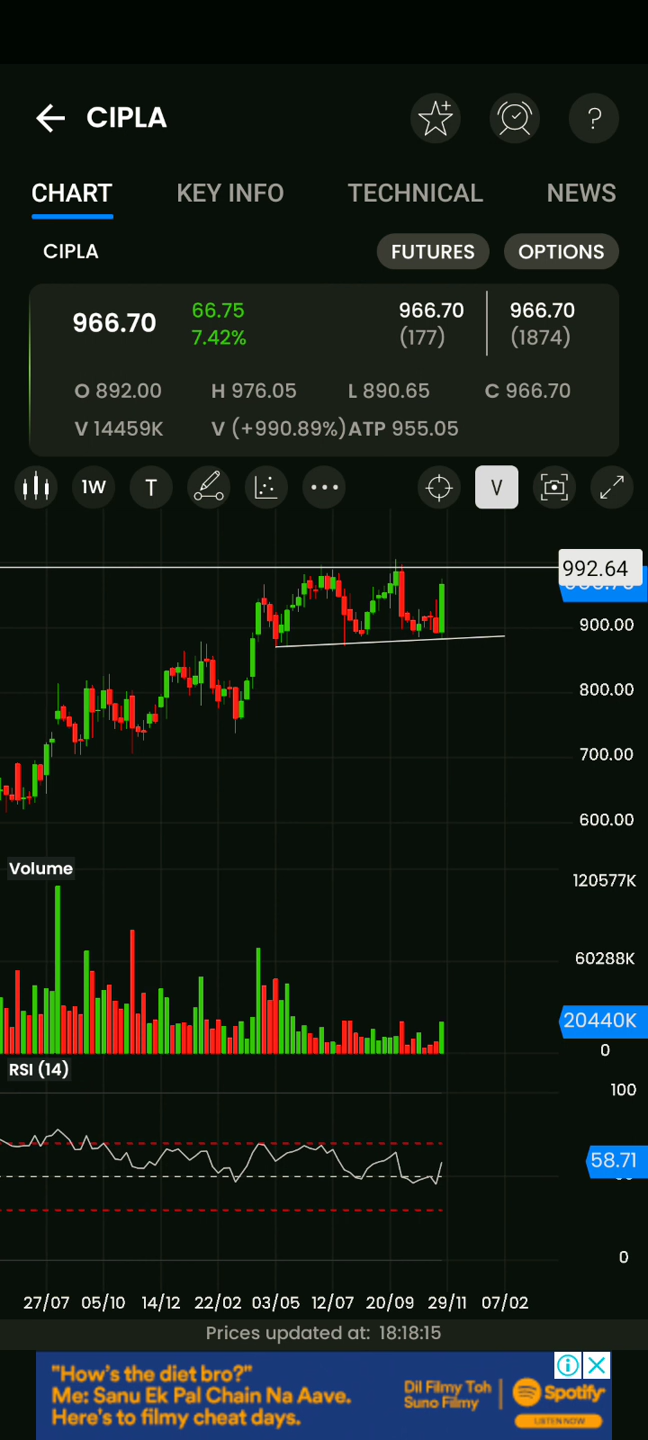 CIPLA
?
CHART KEY INFO TECHNICAL NEWS
CIPLA FUTURES OPTIONS
966.70 66.75 966.70 966.70
7.42% (177) (1874)
O 892.00 H 976.05 L 890.65 C 966.70
V 14459K V (+990.89%)ATP 955.05
1W T V
992.64
900.00
800.00
700.00
600.00
Volume
120577K
60288K
20440K
0
RSI (14)
100
58.71
0
27/07 05/10 14/12 22/02 03/05 12/07 20/09 29/11 07/02
Prices updated at: 18:18:15
"How's the diet bro?"
Me: Sanu Ek Pal Chain Na Aave.
Here's to filmy cheat days.
Dil Filmy Toh
Suno Filmy
Spotify
LISTEN NOW